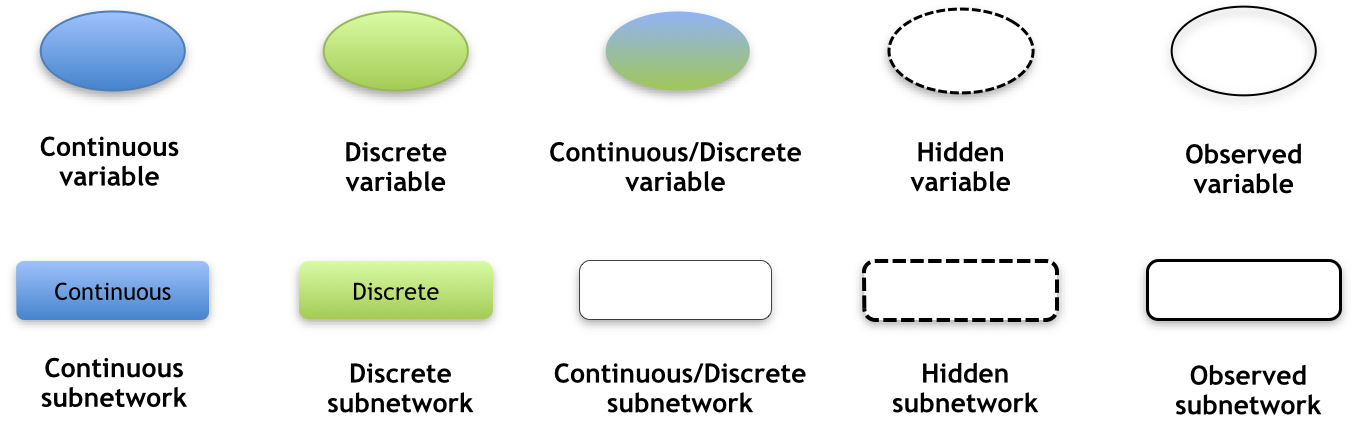 Continuous
variable
Discrete
variable
Continuous/Discrete
variable
Hidden
variable
Observed
variable
Continuous
Discrete
Continuous
subnetwork
Discrete
subnetwork
Continuous/Discrete
subnetwork
Hidden
subnetwork
Observed
subnetwork